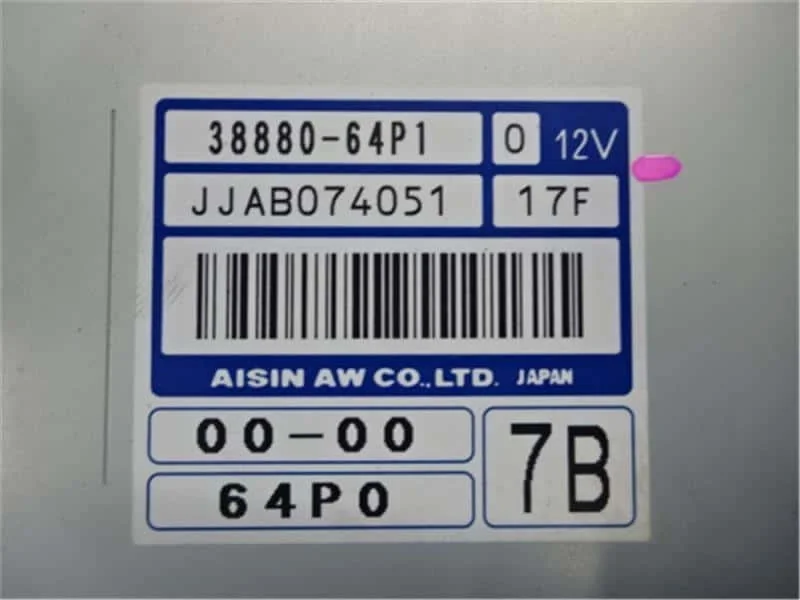 38880-64P1 0 12V
JJAB074051 17F
AISIN AW CO.,LTD. JAPAN
00-00
64P0
7B